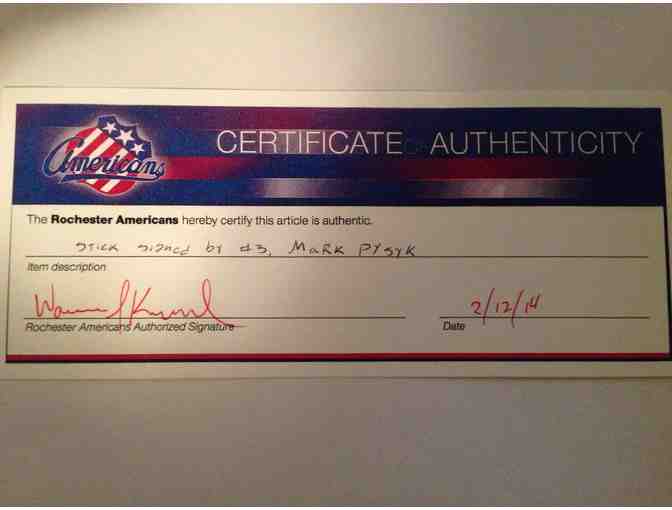 Americans
CERTIFICATE OF AUTHENTICITY
The Rochester Americans hereby certify this article is authentic.
Stick signed by #3, MARK PYSYK
Item description
Rochester Americans Authorized Signature
2/12/14
Date